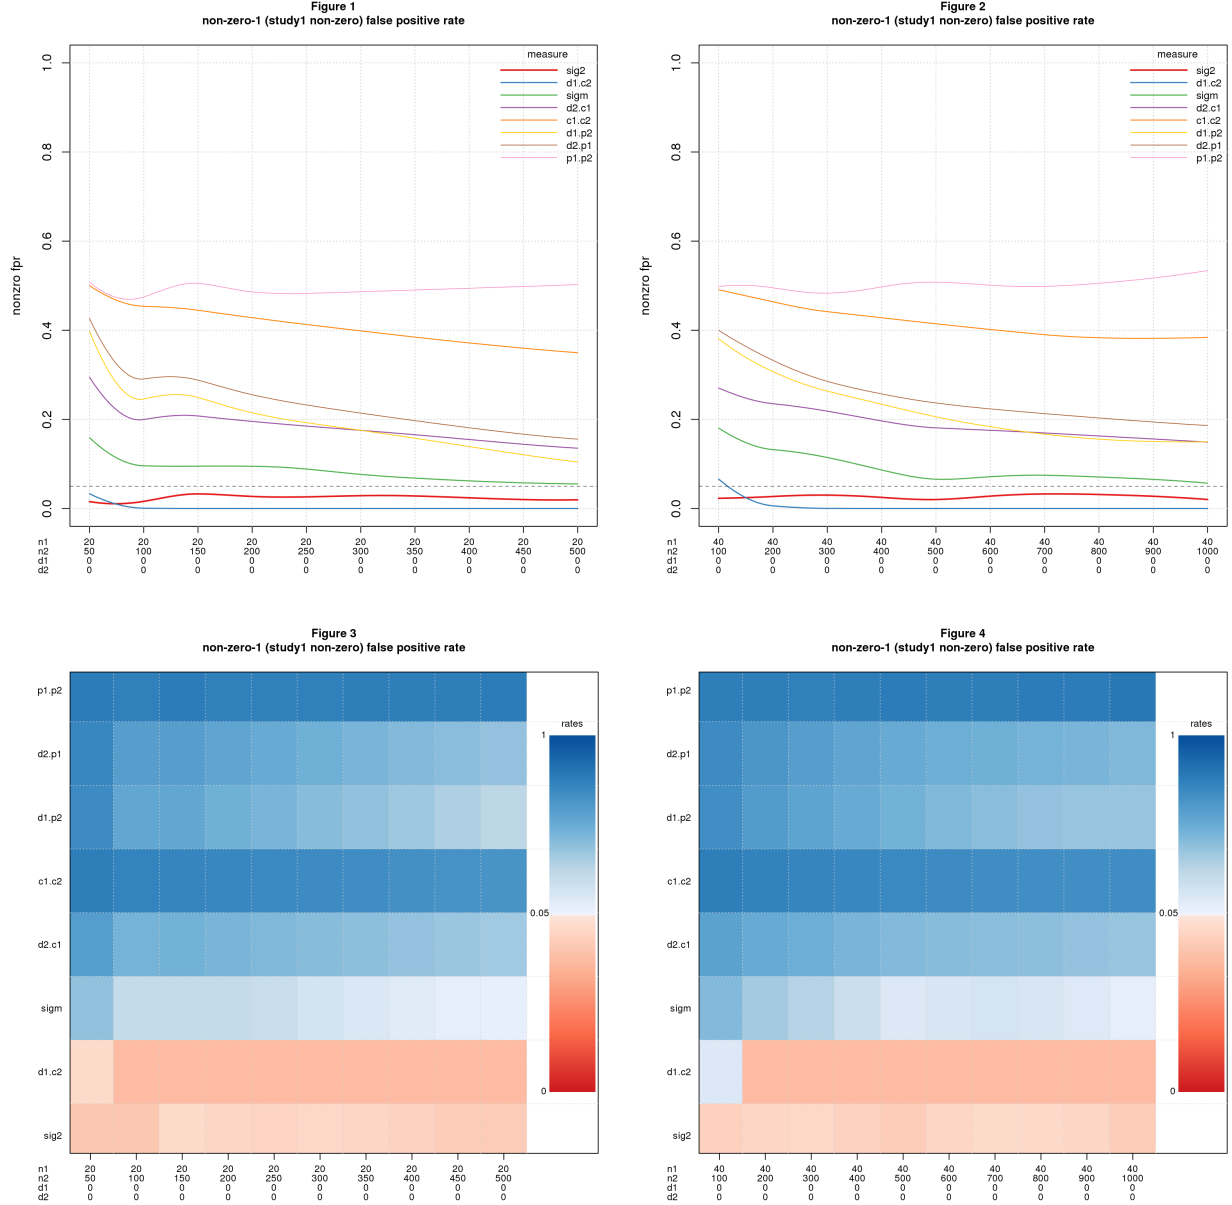 Figure 1
non-zero-1 (study1 non-zero) false positive rate
nonzro fpr
1.0
0.8
0.6
0.4
0.2
0.0
measure
sig2
d1.c2
sigm
d2.c1
c1.c2
d1.p2
d2.p1
p1.p2
n1 20 20 20 20 20 20 20 20 20 20
n2 50 100 150 200 250 300 350 400 450 500
d1 0 0 0 0 0 0 0 0 0 0
d2 0 0 0 0 0 0 0 0 0 0
Figure 2
non-zero-1 (study1 non-zero) false positive rate
nonzro fpr
1.0
0.8
0.6
0.4
0.2
0.0
measure
sig2
d1.c2
sigm
d2.c1
c1.c2
d1.p2
d2.p1
p1.p2
n1 40 40 40 40 40 40 40 40 40 40
n2 100 200 300 400 500 600 700 800 900 1000
d1 0 0 0 0 0 0 0 0 0 0
d2 0 0 0 0 0 0 0 0 0 0
Figure 3
non-zero-1 (study1 non-zero) false positive rate
p1.p2
d2.p1
d1.p2
c1.c2
d2.c1
sigm
d1.c2
sig2
rates
1
0.05
0
n1 20 20 20 20 20 20 20 20 20 20
n2 50 100 150 200 250 300 350 400 450 500
d1 0 0 0 0 0 0 0 0 0 0
d2 0 0 0 0 0 0 0 0 0 0
Figure 4
non-zero-1 (study1 non-zero) false positive rate
p1.p2
d2.p1
d1.p2
c1.c2
d2.c1
sigm
d1.c2
sig2
rates
1
0.05
0
n1 40 40 40 40 40 40 40 40 40 40
n2 100 200 300 400 500 600 700 800 900 1000
d1 0 0 0 0 0 0 0 0 0 0
d2 0 0 0 0 0 0 0 0 0 0